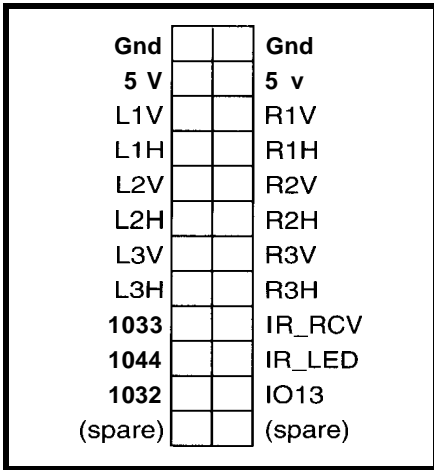 Gnd Gnd
5 V 5 v
L1V R1V
L1H R1H
L2V R2V
L2H R2H
L3V R3V
L3H R3H
1033 IR_RCV
1044 IR_LED
1032 IO13
(spare) (spare)